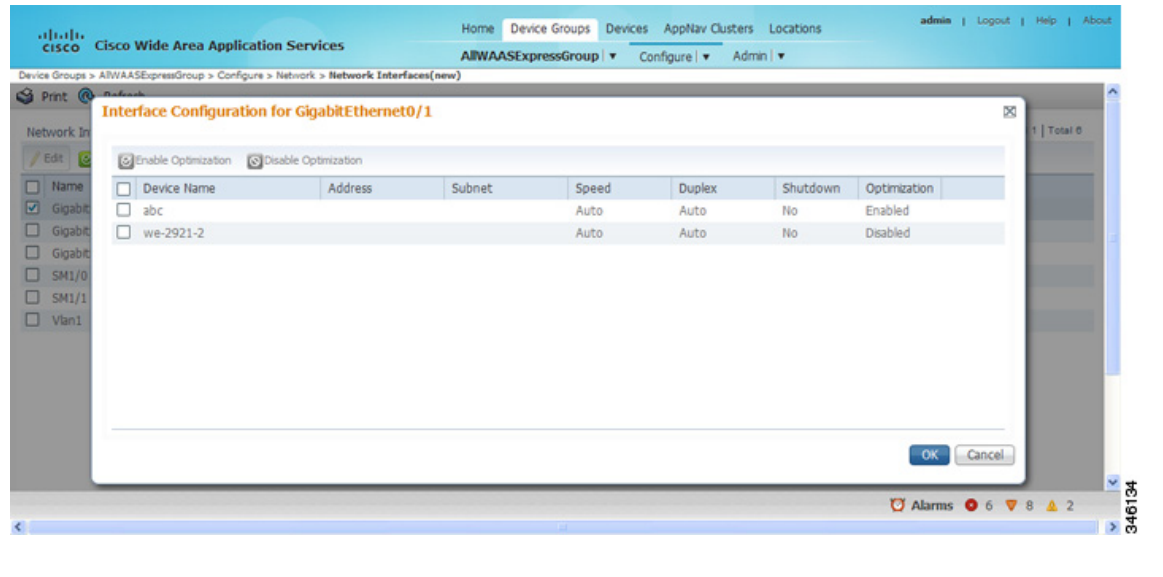 admin | Logout | Help | About
Home Device Groups Devices AppNav Clusters Locations
cisco Cisco Wide Area Application Services
AllWAASExpressGroup | ▼ Configure | ▼ Admin | ▼
Device Groups > AllWAASExpressGroup > Configure > Network > Network Interfaces(new)
Print Refresh
Interface Configuration for GigabitEthernet0/1
Network In
1 | Total 6
Edit
Enable Optimization Disable Optimization
Name
Device Name Address Subnet Speed Duplex Shutdown Optimization
Gigabit
abc Auto Auto No Enabled
Gigabit
we-2921-2 Auto Auto No Disabled
Gigabit
SM1/0
SM1/1
Vlan1
OK Cancel
Alarms 6 8 2
346134